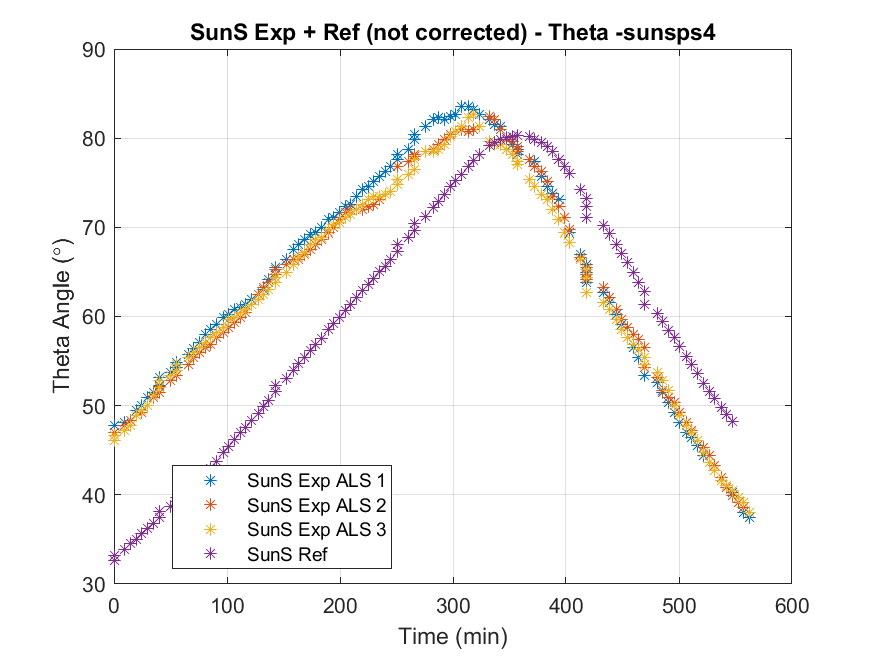 SunS Exp + Ref (not corrected) - Theta -sunsps4
90
80
70
60
50
40
30
Theta Angle (°)
SunS Exp ALS 1
SunS Exp ALS 2
SunS Exp ALS 3
SunS Ref
0 100 200 300 400 500 600
Time (min)